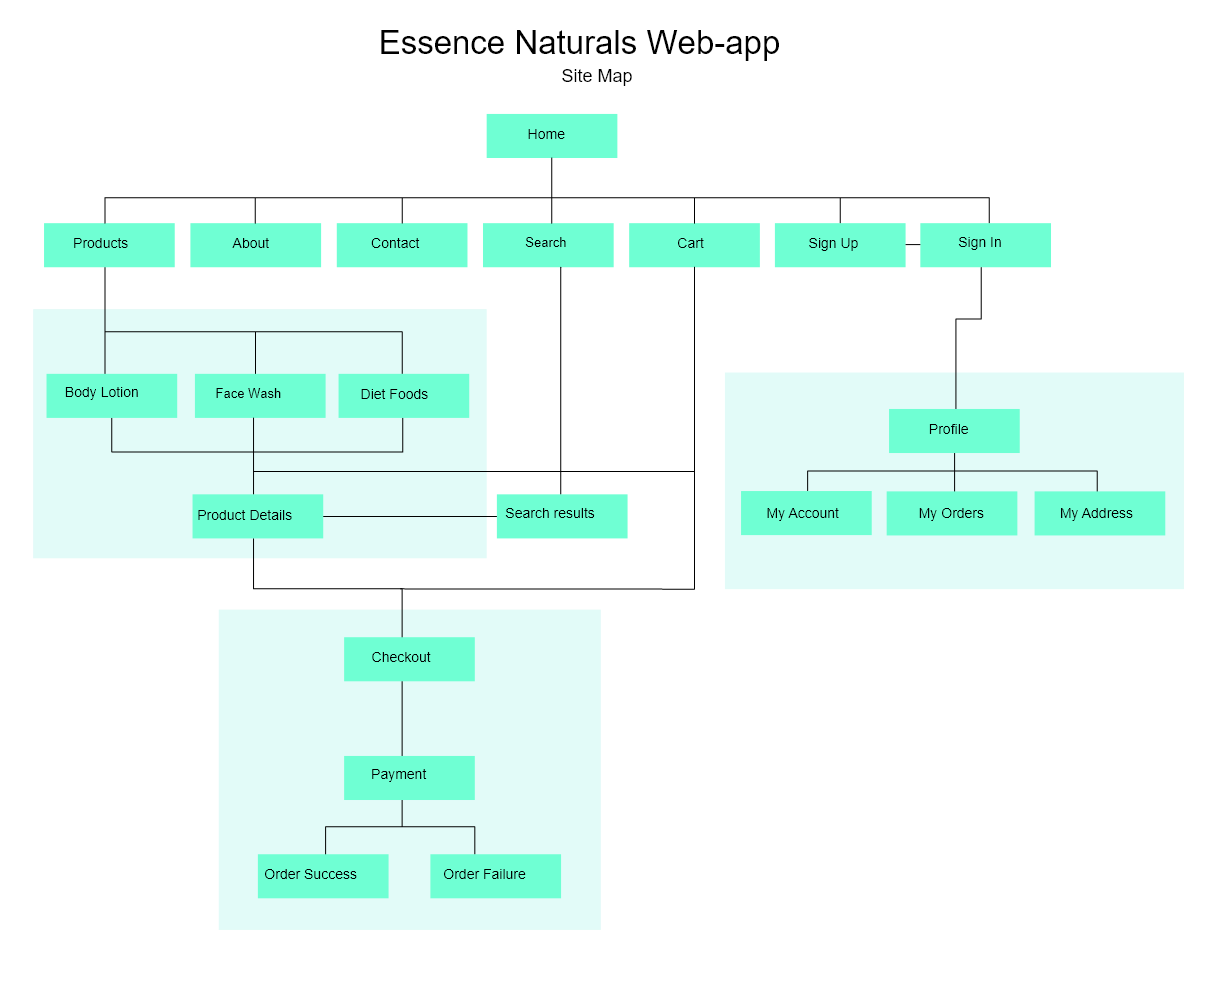 Essence Naturals Web-app
Site Map
Home
Products
About
Contact
Search
Cart
Sign Up
Sign In
Body Lotion
Face Wash
Diet Foods
Profile
Product Details
Search results
My Account
My Orders
My Address
Checkout
Payment
Order Success
Order Failure